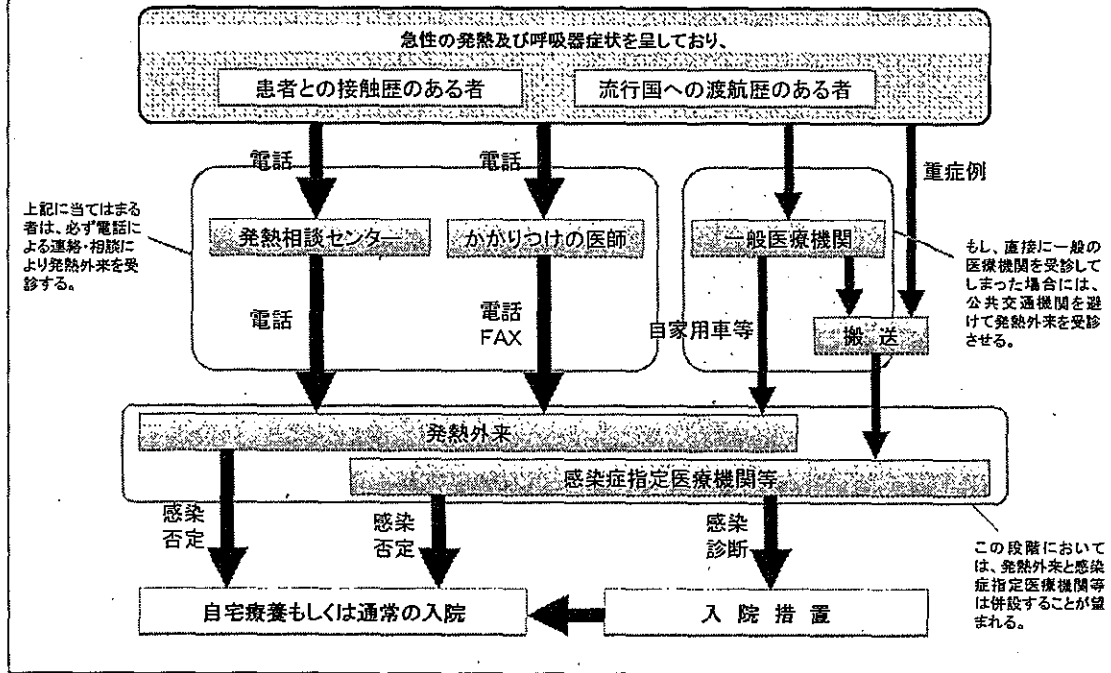 急性の発熱及び呼吸器症状を呈しており、
患者との接触歴のある者
流行国への渡航歴のある者
電話
電話
重症例
上記に当てはまる
者は、必ず電話に
よる連絡・相談に
より発熱外来を受
診する。
発熱相談センター
かかりつけの医師
一般医療機関
もし、直接に一般の
医療機関を受診して
しまった場合には、
公共交通機関を避
けて発熱外来を受診
させる。
電話
電話
FAX
自家用車等
搬 送
発熱外来
感染症指定医療機関等
感染
否定
感染
否定
感染
診断
この段階において
は、発熱外来と感染
症指定医療機関等
は併設することが望
まれる。
自宅療養もしくは通常の入院
入 院 措 置